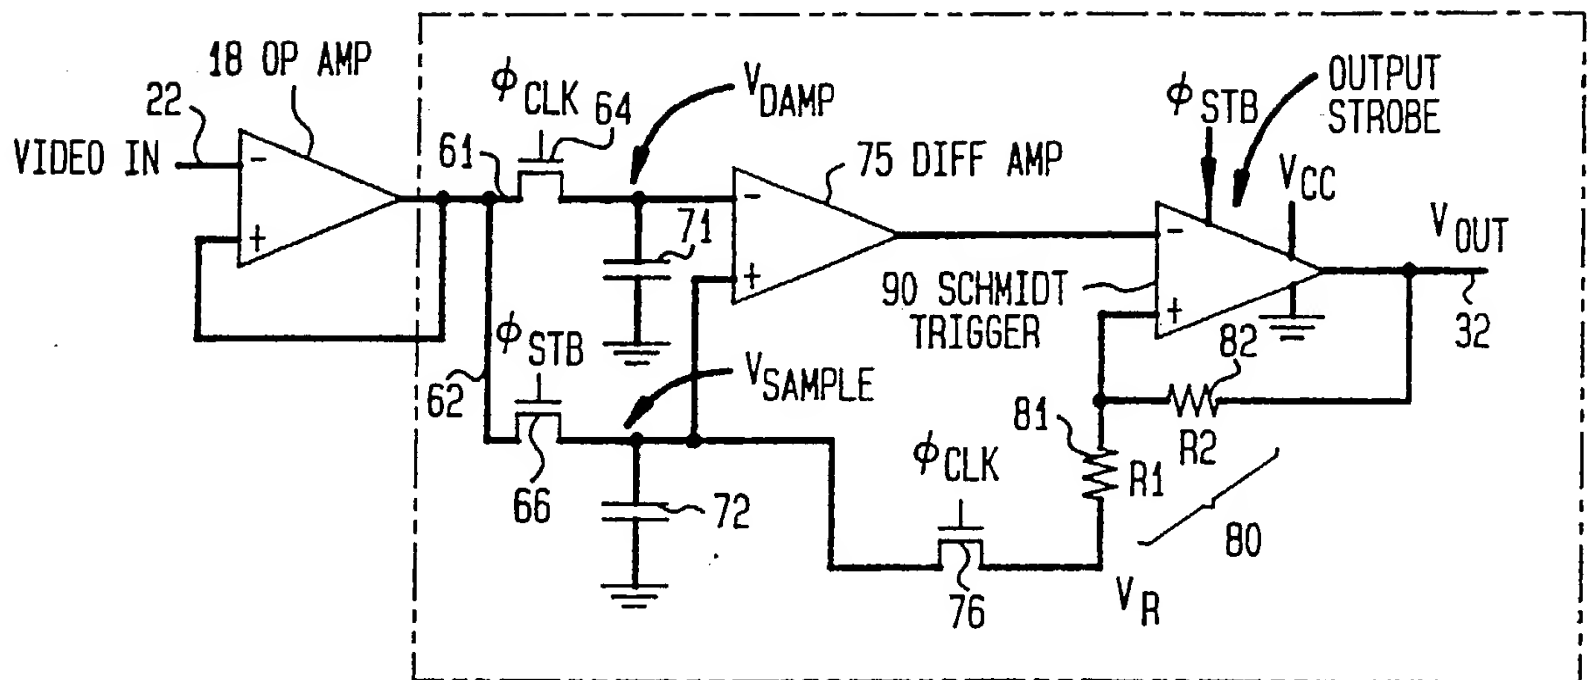 18 OP AMP
22
VIDEO IN
-
+
ϕCLK
64
61
VDAMP
71
75 DIFF AMP
-
+
ϕSTB
OUTPUT
STROBE
VCC
VOUT
32
-
+
90 SCHMIDT
TRIGGER
82
R2
81
R1
80
ϕSTB
62
66
VSAMPLE
72
ϕCLK
76
VR